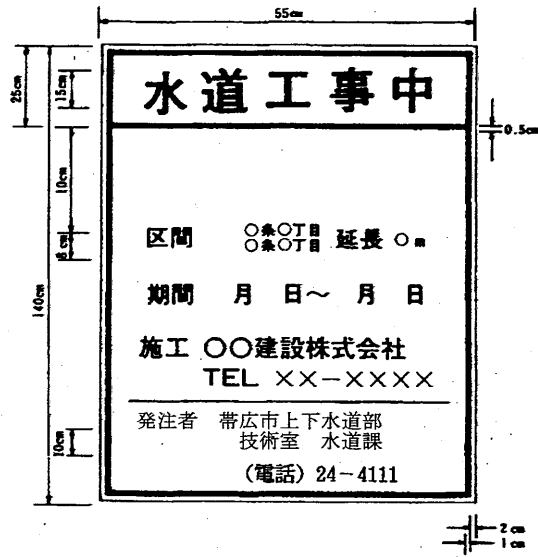 55cm
25cm
15cm
水道工事中
0.5cm
10cm
区間 ○条○丁目 延長 ○m
○条○丁目
8cm
140cm
期間 月 日～ 月 日
施工 ○○建設株式会社
TEL ××-××××
発注者 帯広市上下水道部
技術室 水道課
10cm
(電話) 24-4111
2cm
1cm